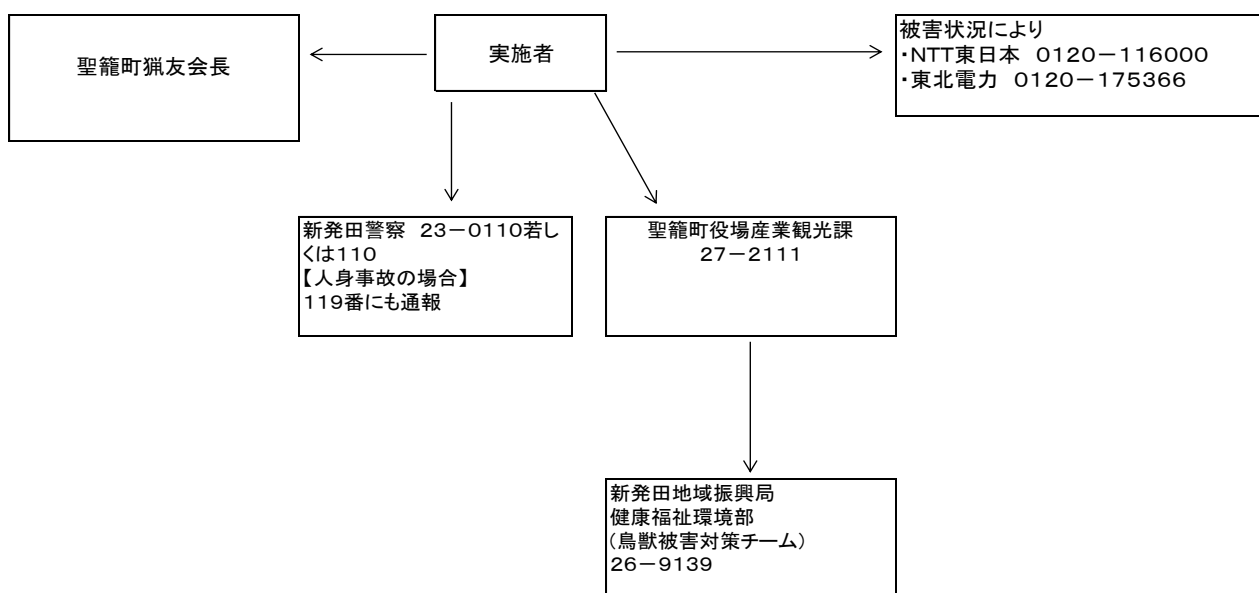 聖籠町猟友会長
実施者
被害状況により
・NTT東日本 0120－116000
・東北電力 0120－175366
新発田警察 23－0110若し
くは110
【人身事故の場合】
119番にも通報
聖籠町役場産業観光課
27－2111
新発田地域振興局
健康福祉環境部
(鳥獣被害対策チーム)
26－9139